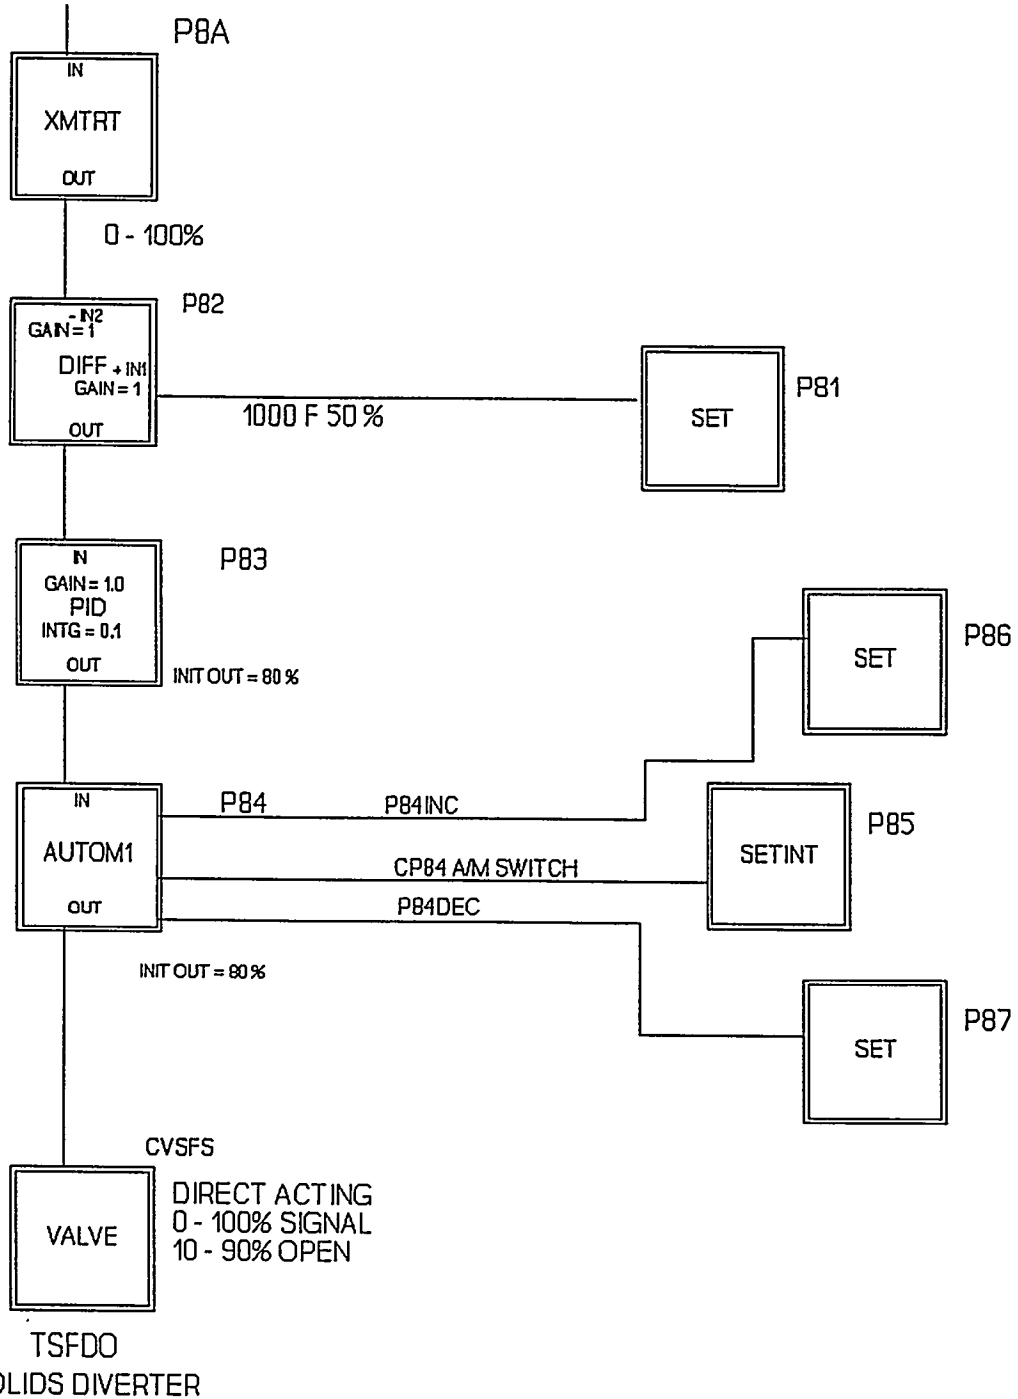 P8A
IN
XMTRT
OUT
0 - 100%
P82
- IN2
GAIN = 1
DIFF + IN1
GAIN = 1
OUT
1000 F 50 %
SET
P81
IN
GAIN = 1.0
PID
INTG = 0.1
OUT
P83
INIT OUT = 80 %
SET
P86
IN
AUTOM1
OUT
P84
P84INC
CP84 A/M SWITCH
P84DEC
SETINT
P85
INIT OUT = 80 %
SET
P87
CVSFS
VALVE
DIRECT ACTING
0 - 100% SIGNAL
10 - 90% OPEN
TSFDO
OLIDS DIVERTER